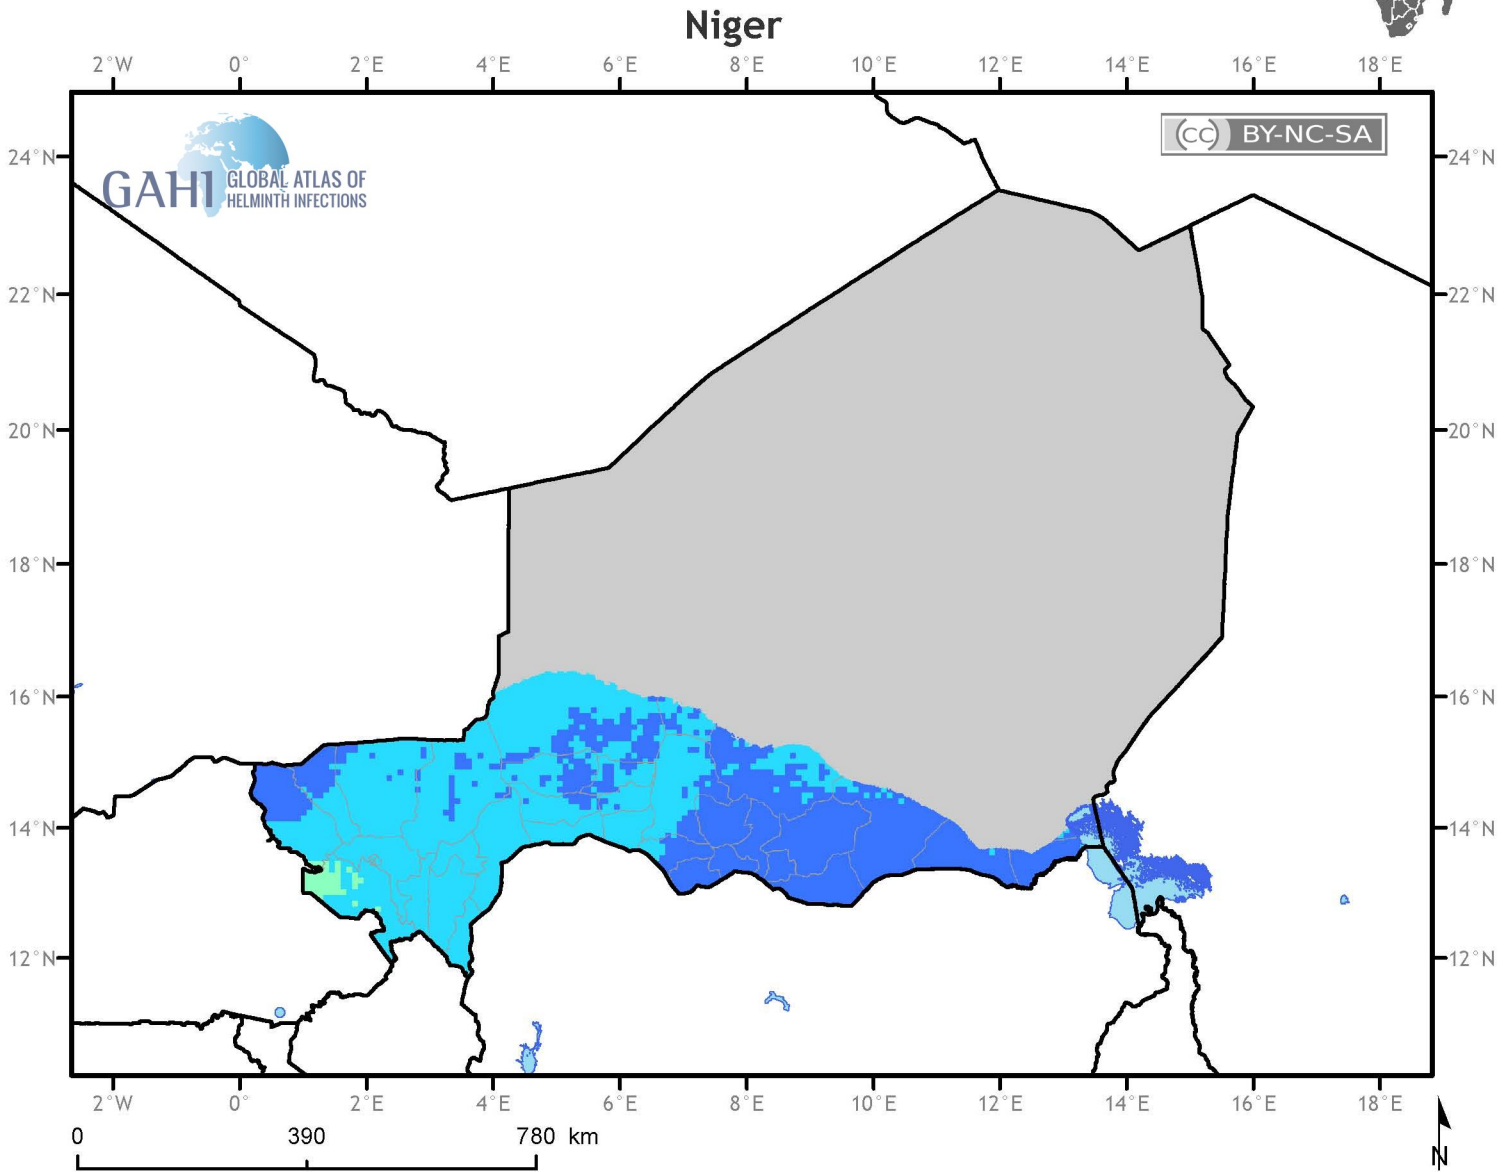 Niger
2°W 0° 2°E 4°E 6°E 8°E 10°E 12°E 14°E 16°E 18°E
GAHI GLOBAL ATLAS OF
HELMINTH INFECTIONS
(CC) BY-NC-SA
24°N 24°N
22°N 22°N
20°N 20°N
18°N 18°N
16°N 16°N
14°N 14°N
12°N 12°N
2°W 0° 2°E 4°E 6°E 8°E 10°E 12°E 14°E 16°E 18°E
0 390 780 km
N